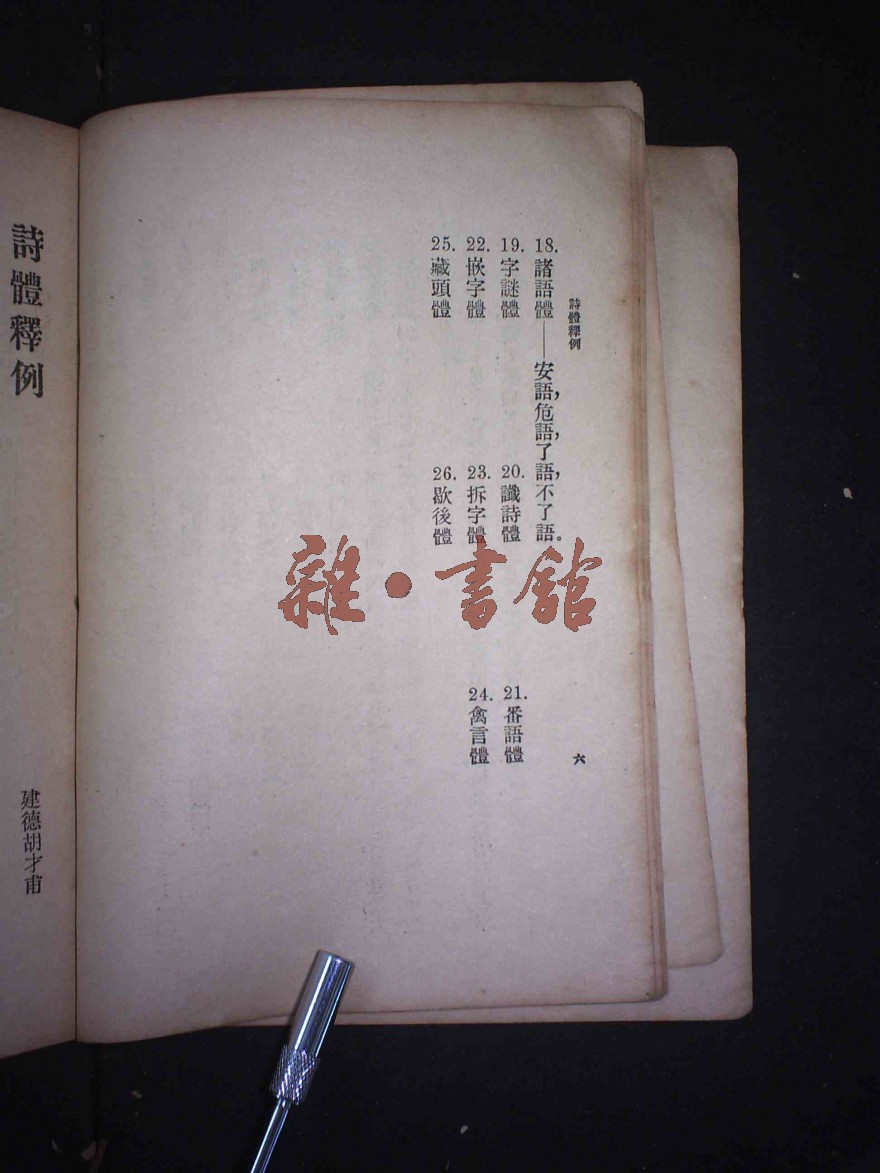 詩體釋例
六
18. 諸語體——安語,危語,了語,不了語。
19. 字謎體
20. 讖詩體
21. 番語體
22. 嵌字體
23. 拆字體
24. 禽言體
25. 藏頭體
26. 歇後體
詩體釋例
建德胡才甫
雜•書館